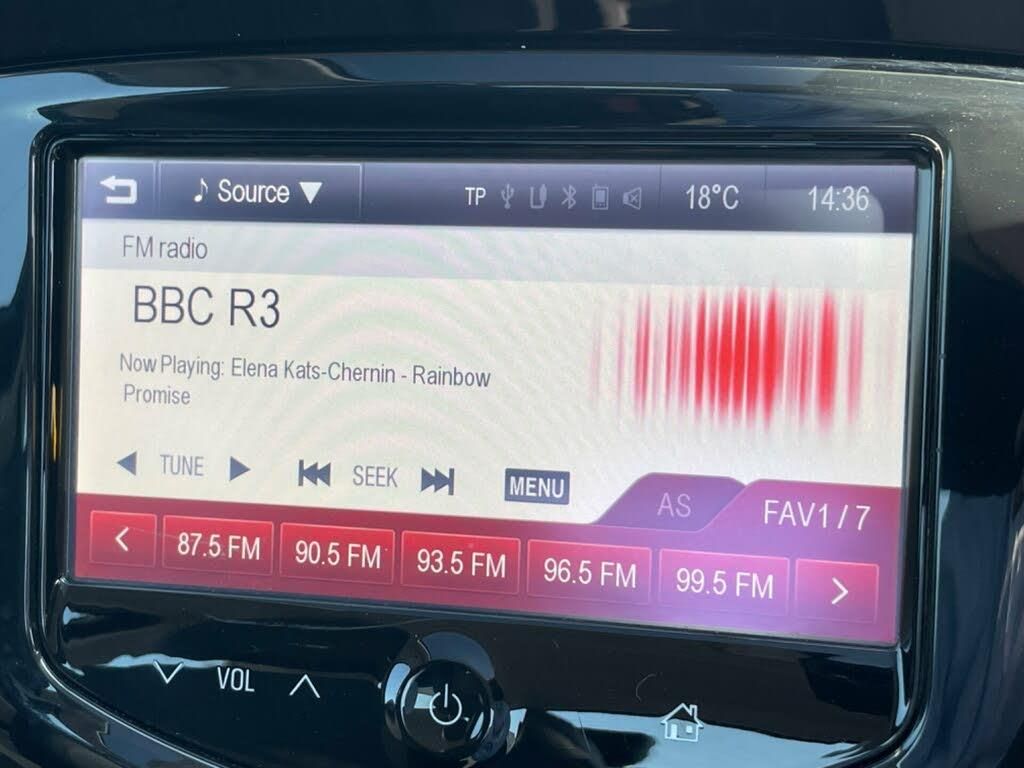 ♪ Source ▼ TP 18°C 14:36
FM radio
BBC R3
Now Playing: Elena Kats-Chernin - Rainbow
Promise
TUNE SEEK MENU
AS FAV1 / 7
87.5 FM 90.5 FM 93.5 FM 96.5 FM 99.5 FM
VOL